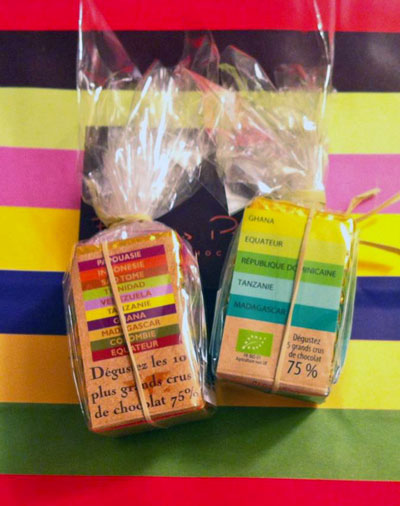 PAPOUASIE
INDONESIE
SAO TOME
TRINIDAD
VENEZUELA
TANZANIE
GHANA
MADAGASCAR
COLOMBIE
EQUATEUR
Dégustez les 10
plus grands crus
de chocolat 75%
GHANA
EQUATEUR
RÉPUBLIQUE DOMINICAINE
TANZANIE
MADAGASCAR
Dégustez
5 grands crus
de chocolat
75 %